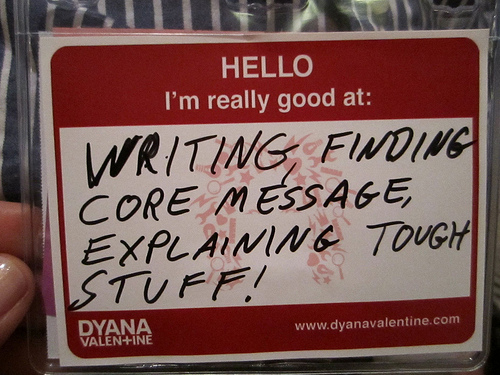 HELLO
I'm really good at:
WRITING, FINDING
CORE MESSAGE,
EXPLAINING TOUGH
STUFF!
DYANA
VALENTINE
www.dyanavalentine.com